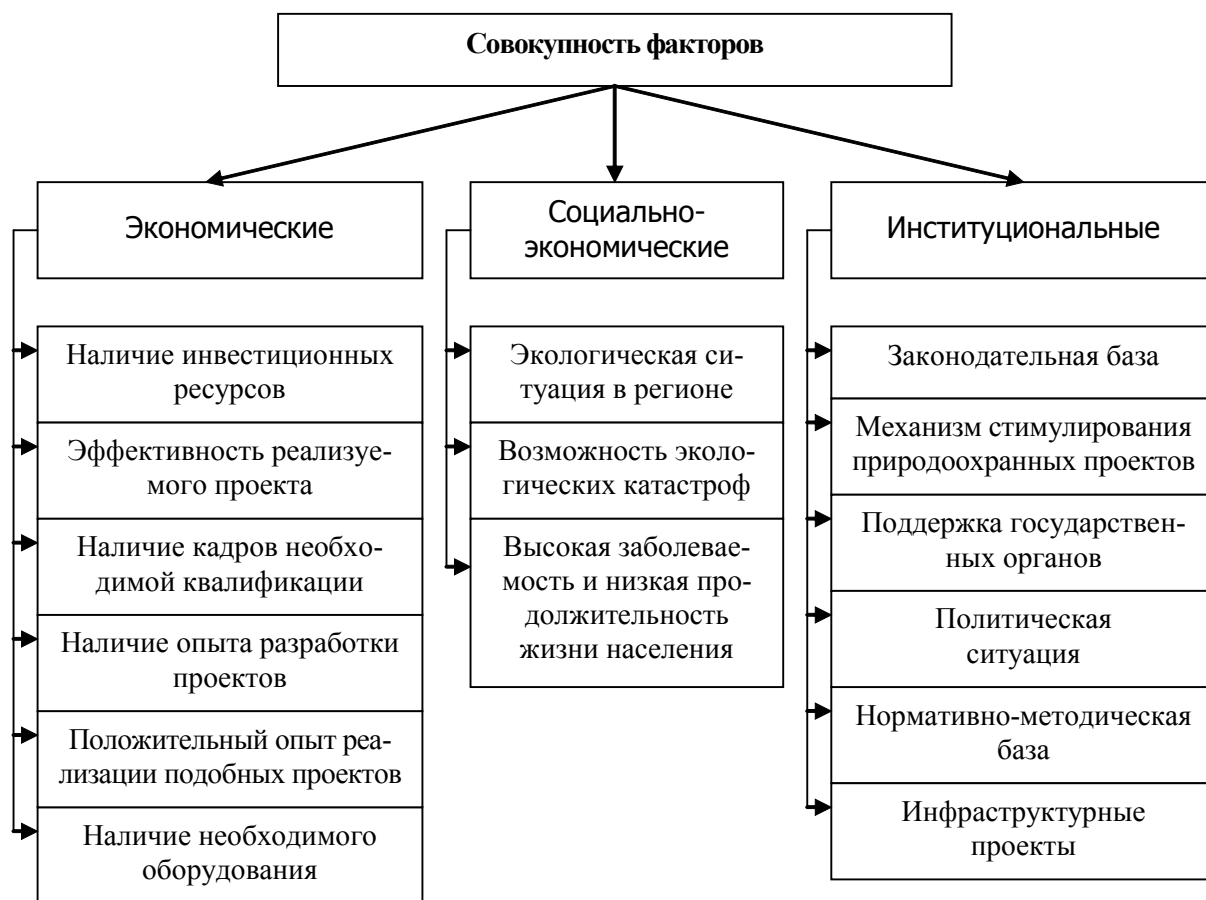 Совокупность факторов
Экономические
Наличие инвестиционных
ресурсов
Эффективность реализуе-
мого проекта
Наличие кадров необхо-
димой квалификации
Наличие опыта разработки
проектов
Положительный опыт реа-
лизации подобных проектов
Наличие необходимого
оборудования
Социально-
экономические
Экологическая си-
туация в регионе
Возможность эколо-
гических катастроф
Высокая заболевае-
мость и низкая про-
должительность
жизни населения
Институциональные
Законодательная база
Механизм стимулирования
природоохранных проектов
Поддержка государствен-
ных органов
Политическая
ситуация
Нормативно-методическая
база
Инфраструктурные
проекты